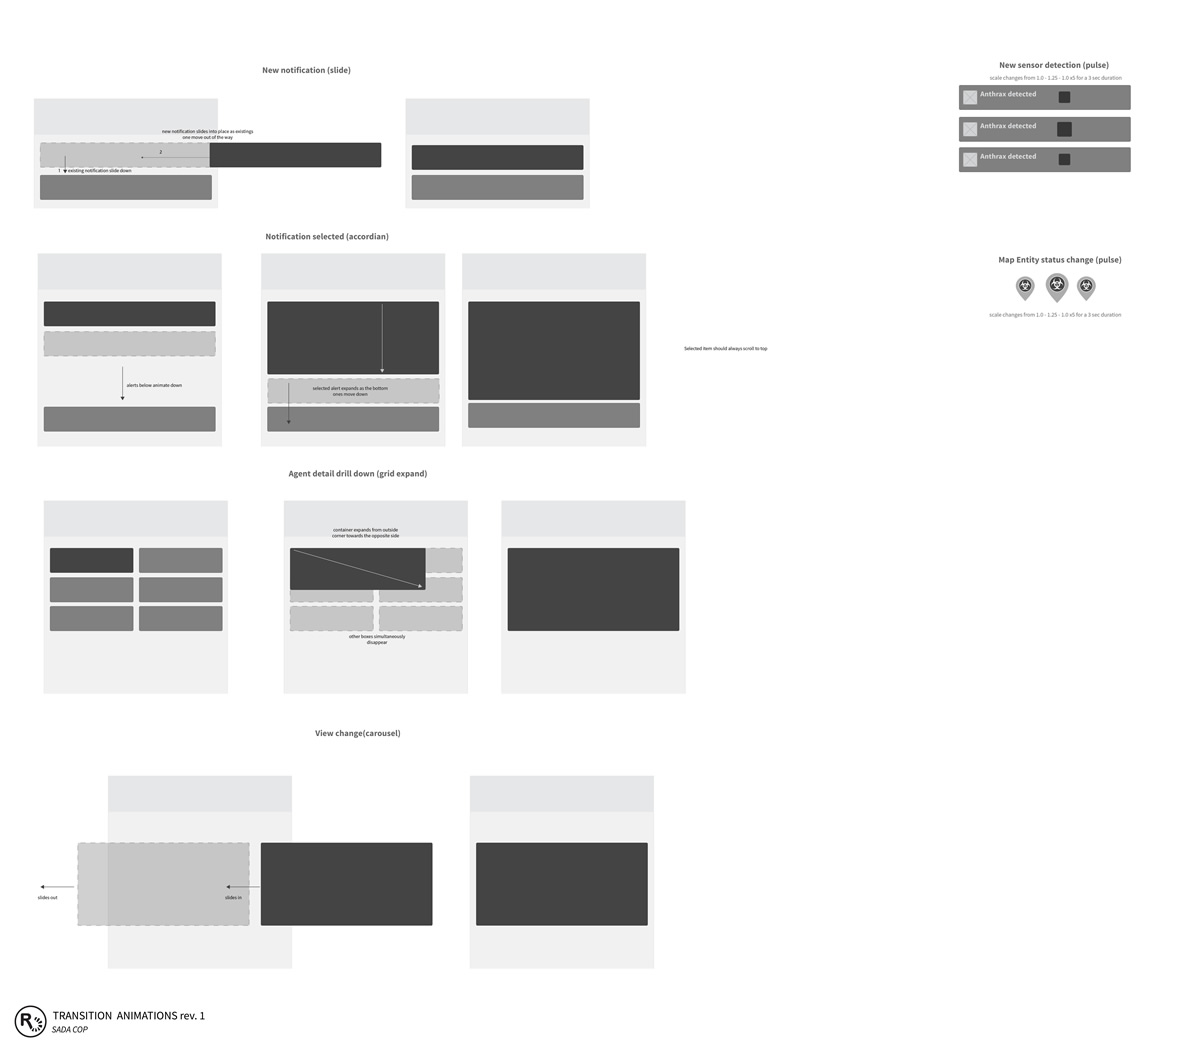 New notification (slide)
new notification slides into place as existings
one move out of the way
2
1
existing notification slide down
New sensor detection (pulse)
scale changes from 1.0 - 1.25 - 1.0 x5 for a 3 sec duration
Anthrax detected
Anthrax detected
Anthrax detected
Notification selected (accordian)
alerts below animate down
selected alert expands as the bottom
ones move down
Selected item should always scroll to top
Map Entity status change (pulse)
scale changes from 1.0 - 1.25 - 1.0 x5 for a 3 sec duration
Agent detail drill down (grid expand)
container expands from outside
corner towards the opposite side
other boxes simultaneously
disappear
View change(carousel)
slides out
slides in
R
TRANSITION ANIMATIONS rev. 1
SADA COP